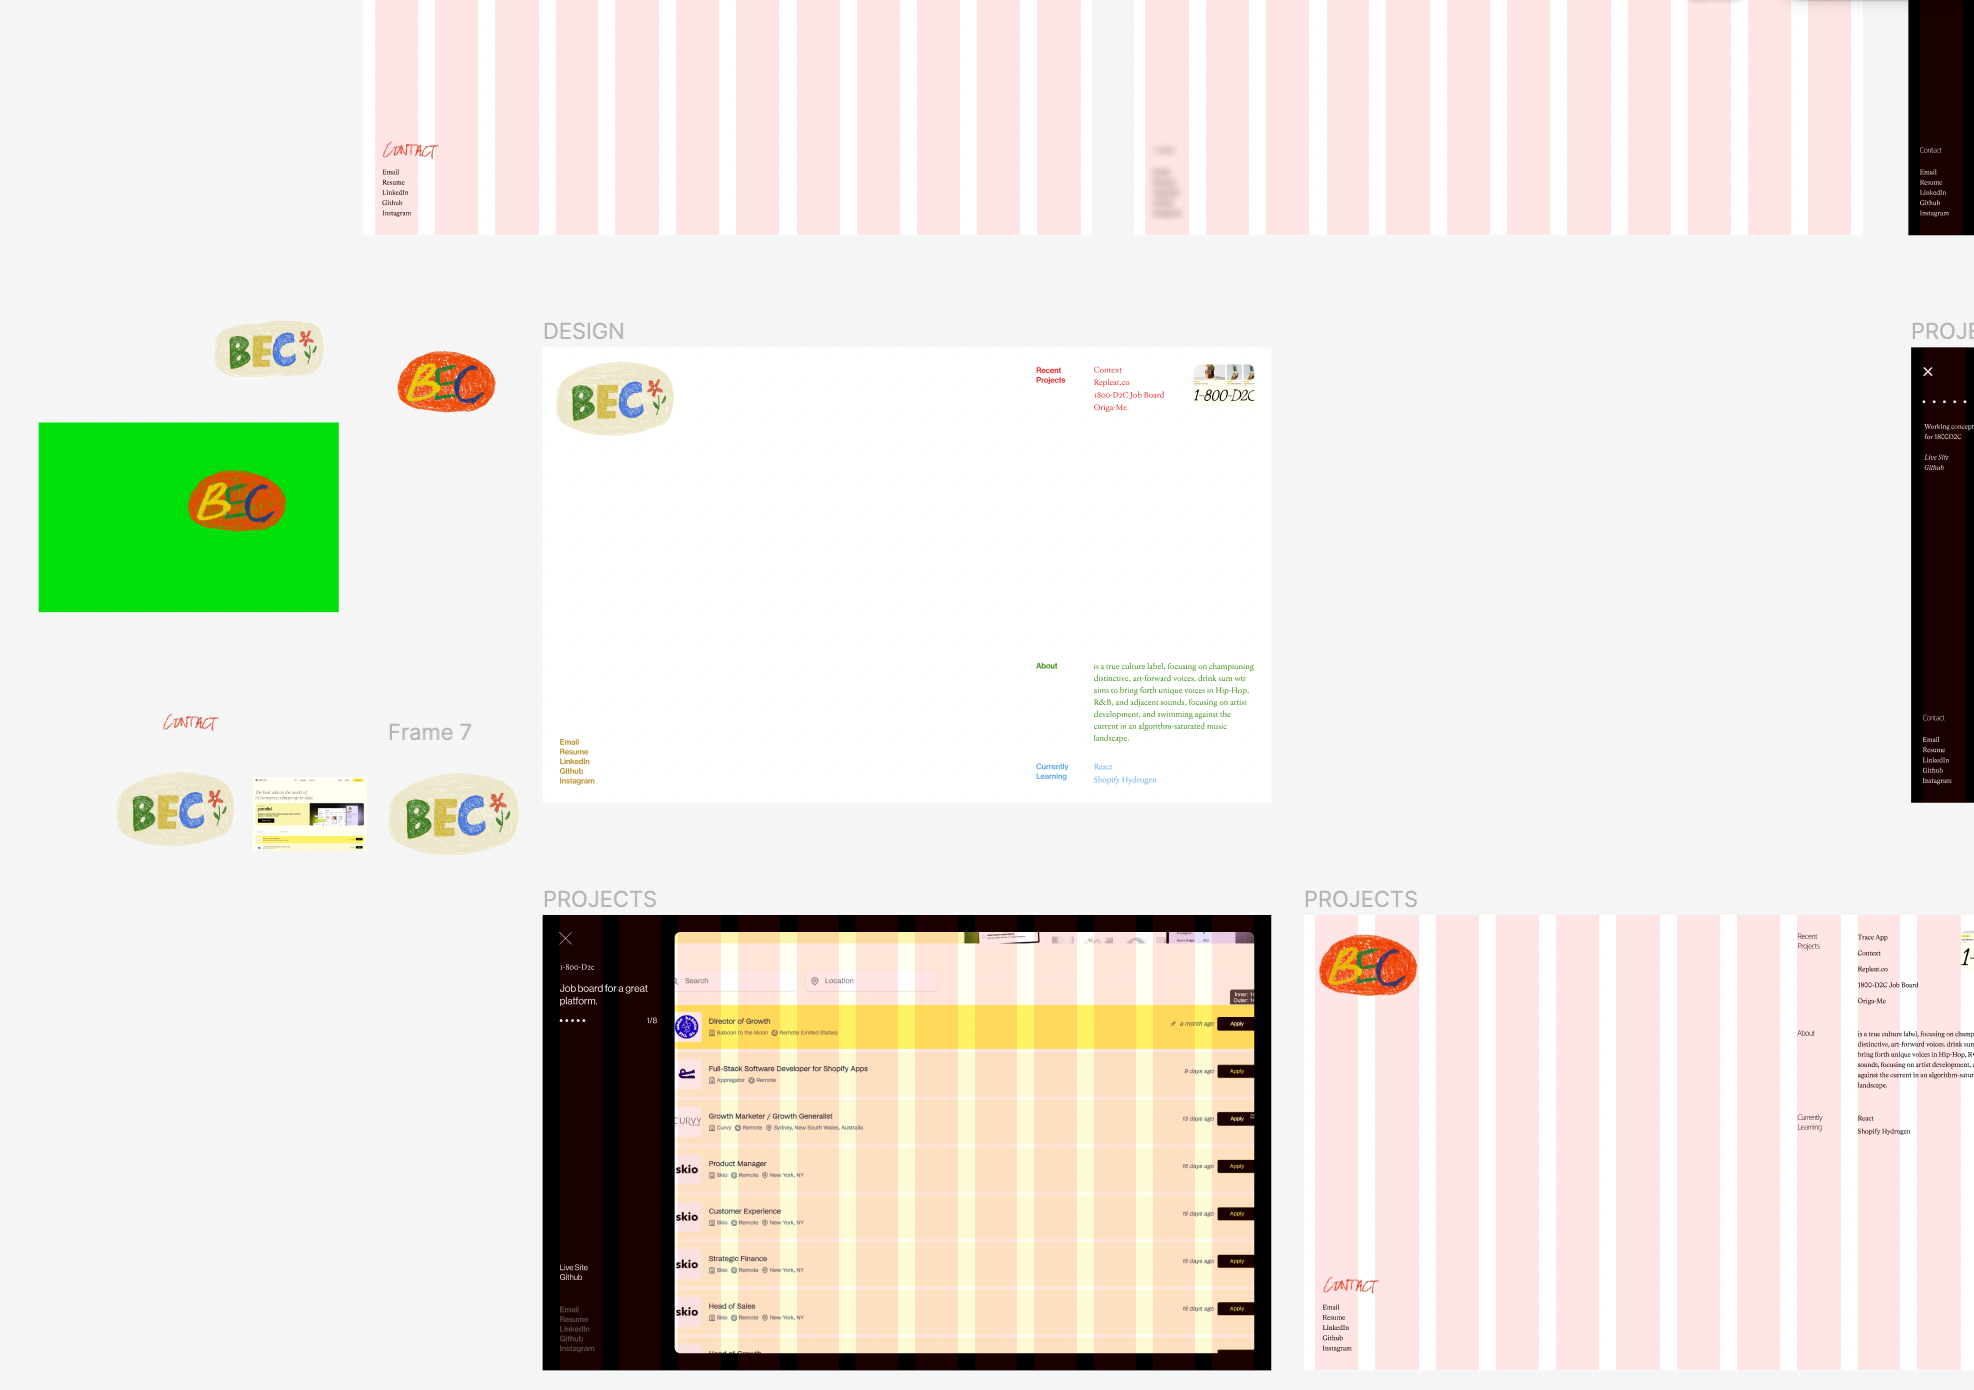 CONTACT
Email
Resume
LinkedIn
Github
Instagram
Contact
Email
Resume
LinkedIn
Github
Instagram
BEC
BEC
BEC
DESIGN
BEC
Recent
Projects
Context
Repleat.co
1800-D2C Job Board
Origa-Me
1-800-D2C
About
is a true culture label, focusing on championing
distinctive, art-forward voices. drink sum wtr
aims to bring forth unique voices in Hip-Hop,
R&B, and adjacent sounds, focusing on artist
development, and swimming against the
current in an algorithm-saturated music
landscape.
Email
Resume
LinkedIn
Github
Instagram
Currently
Learning
React
Shopify Hydrogen
PROJE
Working concept
for 1800D2C
Live Site
Github
Contact
Email
Resume
LinkedIn
Github
Instagram
CONTACT
Frame 7
BEC
BEC
PROJECTS
1-800-D2c
Job board for a great
platform.
1/8
Live Site
Github
Email
Resume
LinkedIn
Github
Instagram
Search
Location
Inner: 1
Outer: 1
Director of Growth
a month ago
Apply
Baboon to the Moon Remote (United States)
Full-Stack Software Developer for Shopify Apps
9 days ago
Apply
Appregator Remote
CURVY
Growth Marketer / Growth Generalist
13 days ago
Apply
Curvy Remote Sydney, New South Wales, Australia
skio
Product Manager
15 days ago
Apply
Skio Remote New York, NY
skio
Customer Experience
16 days ago
Apply
Skio Remote New York, NY
skio
Strategic Finance
16 days ago
Apply
Skio Remote New York, NY
skio
Head of Sales
16 days ago
Apply
Skio Remote New York, NY
PROJECTS
BEC
Recent
Projects
Trace App
Context
Repleat.co
1800-D2C Job Board
Origa-Me
1-
About
is a true culture label, focusing on champ
distinctive, art-forward voices. drink sum
bring forth unique voices in Hip-Hop, R
sounds, focusing on artist development, a
against the current in an algorithm-satur
landscape.
Currently
Learning
React
Shopify Hydrogen
CONTACT
Email
Resume
LinkedIn
Github
Instagram